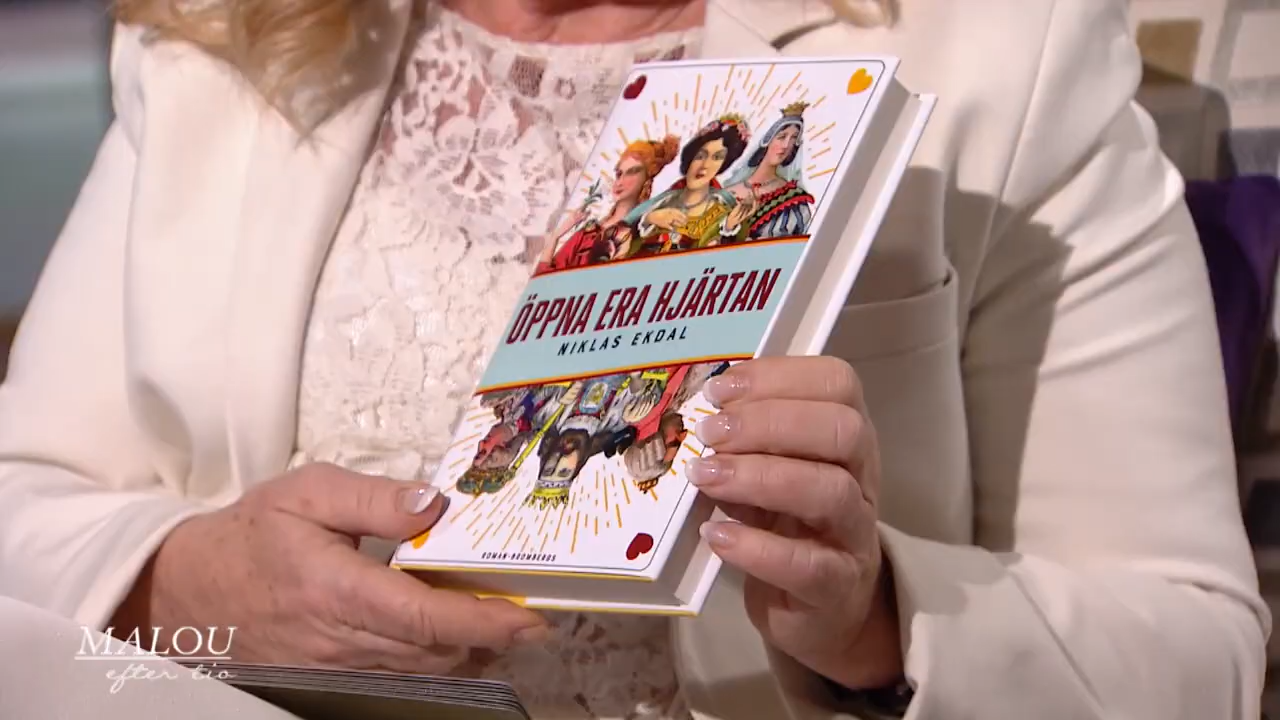 ÖPPNA ERA HJÄRTAN
NIKLAS EKDAL
ROMAN·BROMBERGS
MALOU
efter tio